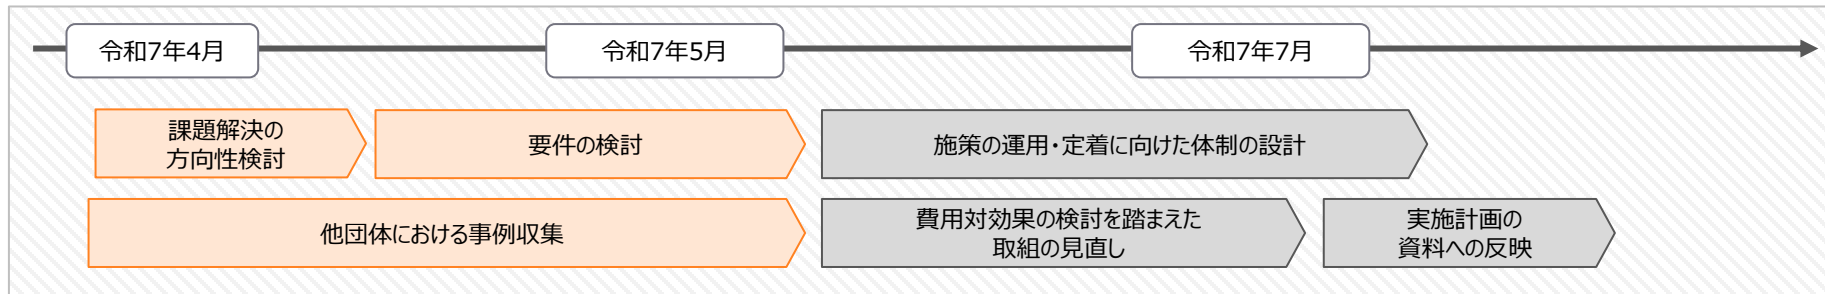 令和7年4月
令和7年5月
令和7年7月
課題解決の
方向性検討
要件の検討
施策の運用・定着に向けた体制の設計
他団体における事例収集
費用対効果の検討を踏まえた
取組の見直し
実施計画の
資料への反映